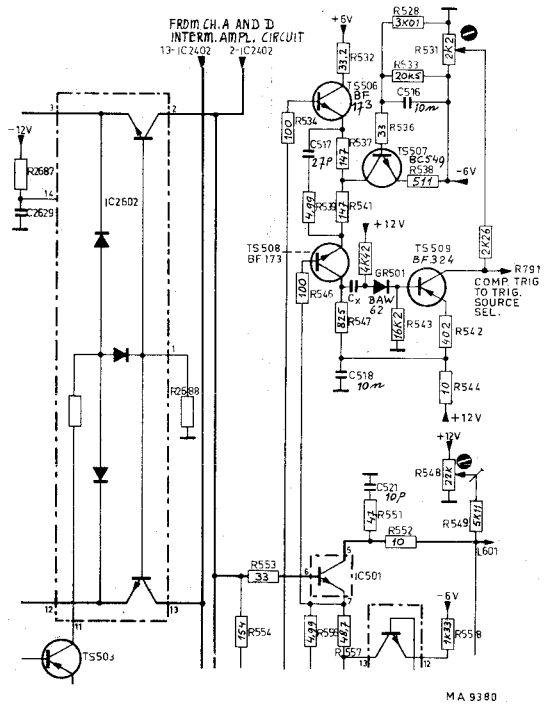 FROM CH. A AND D
INTERM. AMPL. CIRCUIT
13-IC2402
2-IC2402
+6V
33,2
R532
R528
3K01
R533
20K5
C516
10n
R531
2K2
TS506
BF
173
R534
100
C517
27P
R537
147
33
R536
TS507
BC549
R538
511
-6V
3
2
-12V
R2687
14
C2629
IC2602
4,99
R539
147
R541
+12V
TS508
BF173
4K42
TS509
BF324
2K26
R791
COMP. TRIG
TO TRIG.
SOURCE
SEL.
100
R546
Cx
GR501
BAW
62
825
R547
16K2
R543
402
R542
C518
10n
10
R544
+12V
1
R2688
+12V
R548
22K
C521
10P
47
R551
R552
10
R549
5K11
L601
5
R553
33
6
IC501
7
12
13
11
TS503
154
R554
4,99
R556
48,7
R557
13
12
-6V
1K33
R558
MA 9380